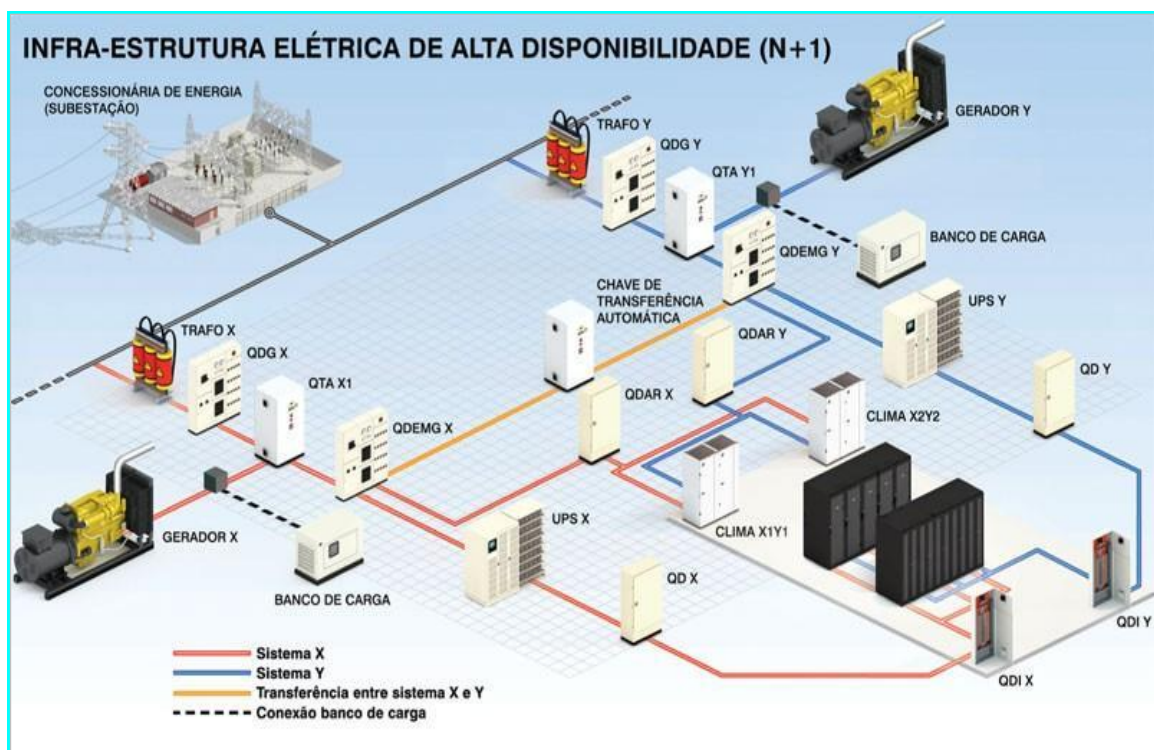 INFRA-ESTRUTURA ELÉTRICA DE ALTA DISPONIBILIDADE (N+1)
CONCESSIONÁRIA DE ENERGIA
(SUBESTAÇÃO)
TRAFO Y
GERADOR Y
QDG Y
QTA Y1
BANCO DE CARGA
QDEMG Y
CHAVE DE
TRANSFERÊNCIA
AUTOMÁTICA
UPS Y
TRAFO X
QDG X
QDAR Y
QTA X1
QD Y
QDAR X
CLIMA X2Y2
QDEMG X
UPS X
CLIMA X1Y1
GERADOR X
QD X
BANCO DE CARGA
QDI Y
QDI X
Sistema X
Sistema Y
Transferência entre sistema X e Y
Conexão banco de carga